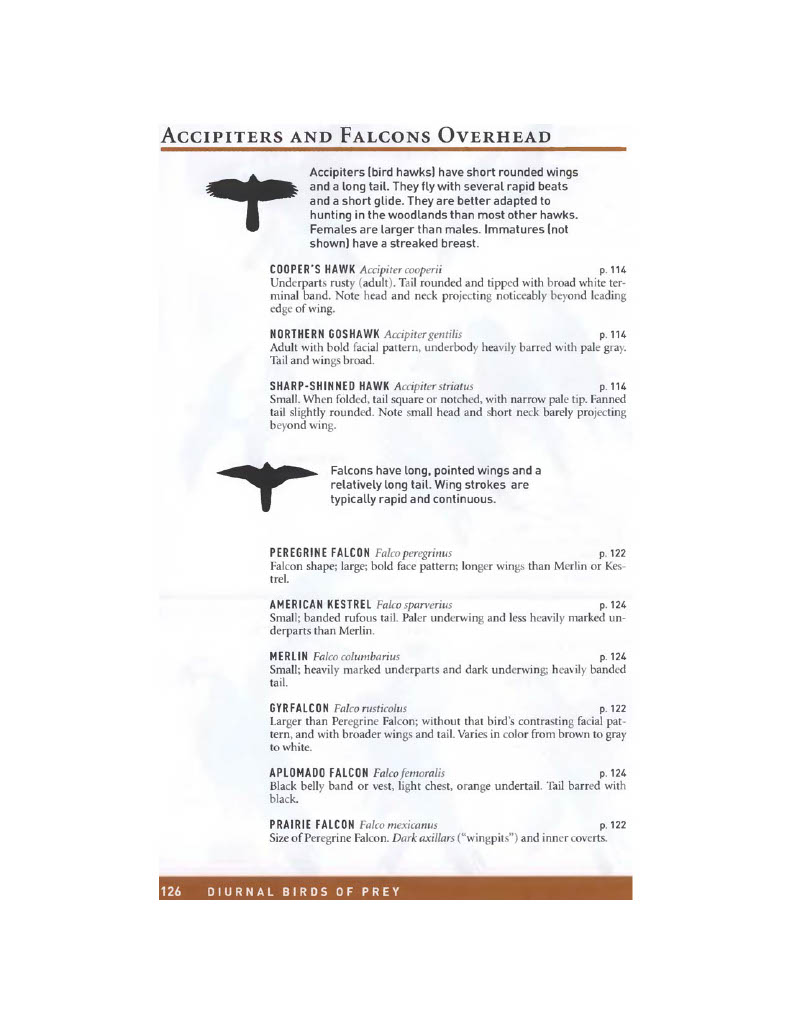 ACCIPITERS AND FALCONS OVERHEAD
Accipiters (bird hawks) have short rounded wings
and a long tail. They fly with several rapid beats
and a short glide. They are better adapted to
hunting in the woodlands than most other hawks.
Females are larger than males. Immatures (not
shown) have a streaked breast.
COOPER'S HAWK Accipiter cooperii p. 114
Underparts rusty (adult). Tail rounded and tipped with broad white ter-
minal band. Note head and neck projecting noticeably beyond leading
edge of wing.
NORTHERN GOSHAWK Accipiter gentilis p. 114
Adult with bold facial pattern, underbody heavily barred with pale gray.
Tail and wings broad.
SHARP-SHINNED HAWK Accipiter striatus p. 114
Small. When folded, tail square or notched, with narrow pale tip. Fanned
tail slightly rounded. Note small head and short neck barely projecting
beyond wing.
Falcons have long, pointed wings and a
relatively long tail. Wing strokes are
typically rapid and continuous.
PEREGRINE FALCON Falco peregrinus p. 122
Falcon shape; large; bold face pattern; longer wings than Merlin or Kes-
trel.
AMERICAN KESTREL Falco sparverius p. 124
Small; banded rufous tail. Paler underwing and less heavily marked un-
derparts than Merlin.
MERLIN Falco columbarius p. 124
Small; heavily marked underparts and dark underwing; heavily banded
tail.
GYRFALCON Falco rusticolus p. 122
Larger than Peregrine Falcon; without that bird's contrasting facial pat-
tern, and with broader wings and tail. Varies in color from brown to gray
to white.
APLOMADO FALCON Falco femoralis p. 124
Black belly band or vest, light chest, orange undertail. Tail barred with
black.
PRAIRIE FALCON Falco mexicanus p. 122
Size of Peregrine Falcon. Dark axillars ("wingpits") and inner coverts.
126 DIURNAL BIRDS OF PREY